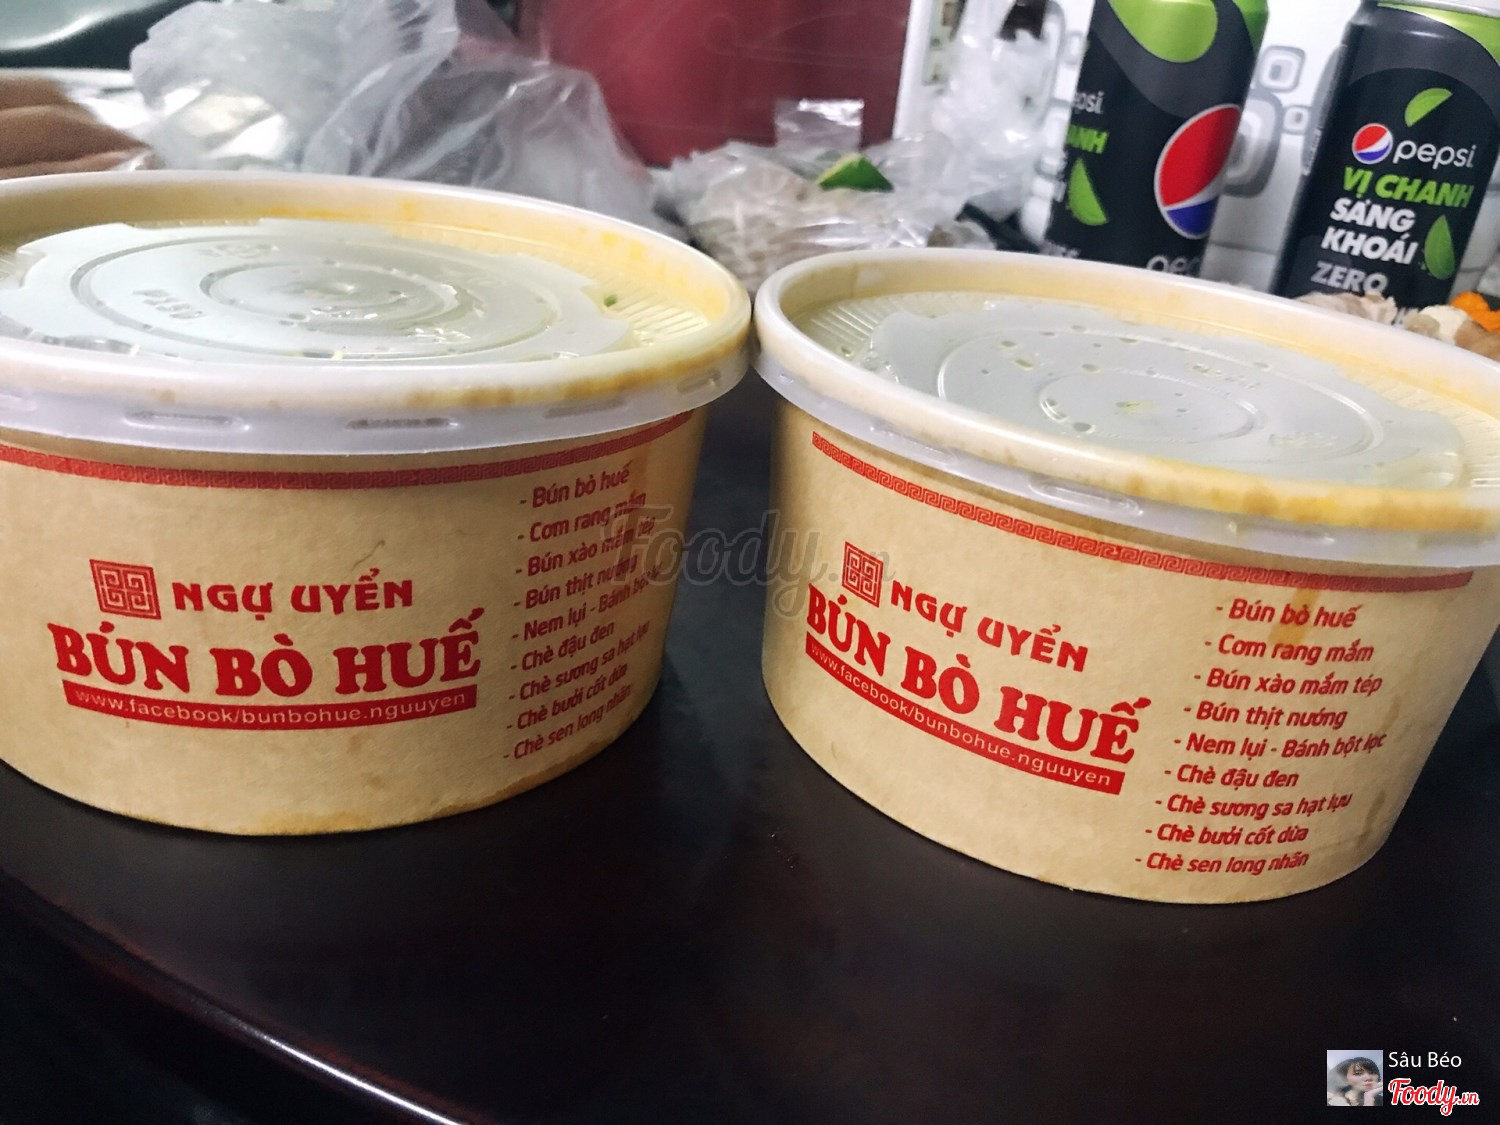 NGỰ UYỂN
BÚN BÒ HUẾ
www.facebook/bunbohue.nguuyen
- Bún bò huế
- Cơm rang mắm
- Bún xào mắm tép
- Bún thịt nướng
- Nem lụi - Bánh bột
- Chè đậu đen
- Chè sương sa hạt lựu
- Chè bưởi cốt dừa
- Chè sen long nhãn
NGỰ UYỂN
BÚN BÒ HUẾ
www.facebook/bunbohue.nguuyen
- Bún bò huế
- Cơm rang mắm
- Bún xào mắm tép
- Bún thịt nướng
- Nem lụi - Bánh bột lọc
- Chè đậu đen
- Chè sương sa hạt lựu
- Chè bưởi cốt dừa
- Chè sen long nhãn
pepsi
VỊ CHANH
SẢNG
KHOÁI
ZERO
Foody.vn
Sâu Béo
Foody.vn